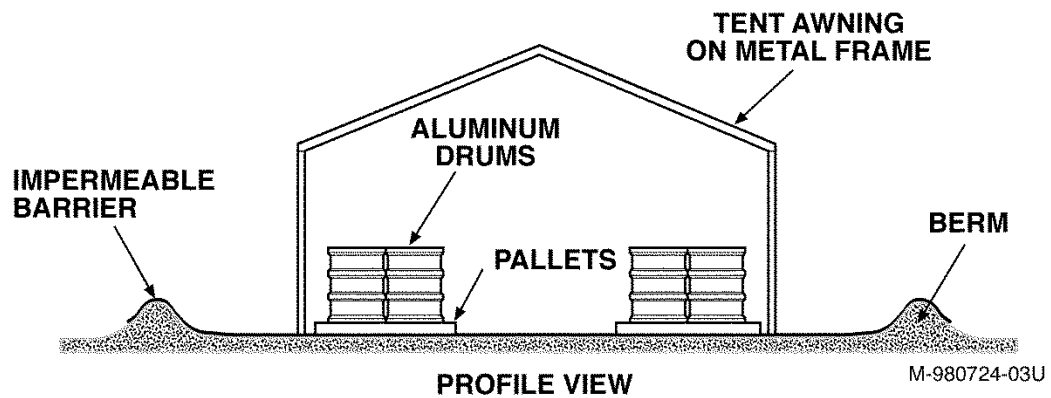 TENT AWNING
ON METAL FRAME
ALUMINUM
DRUMS
IMPERMEABLE
BARRIER
BERM
PALLETS
M-980724-03U
PROFILE VIEW